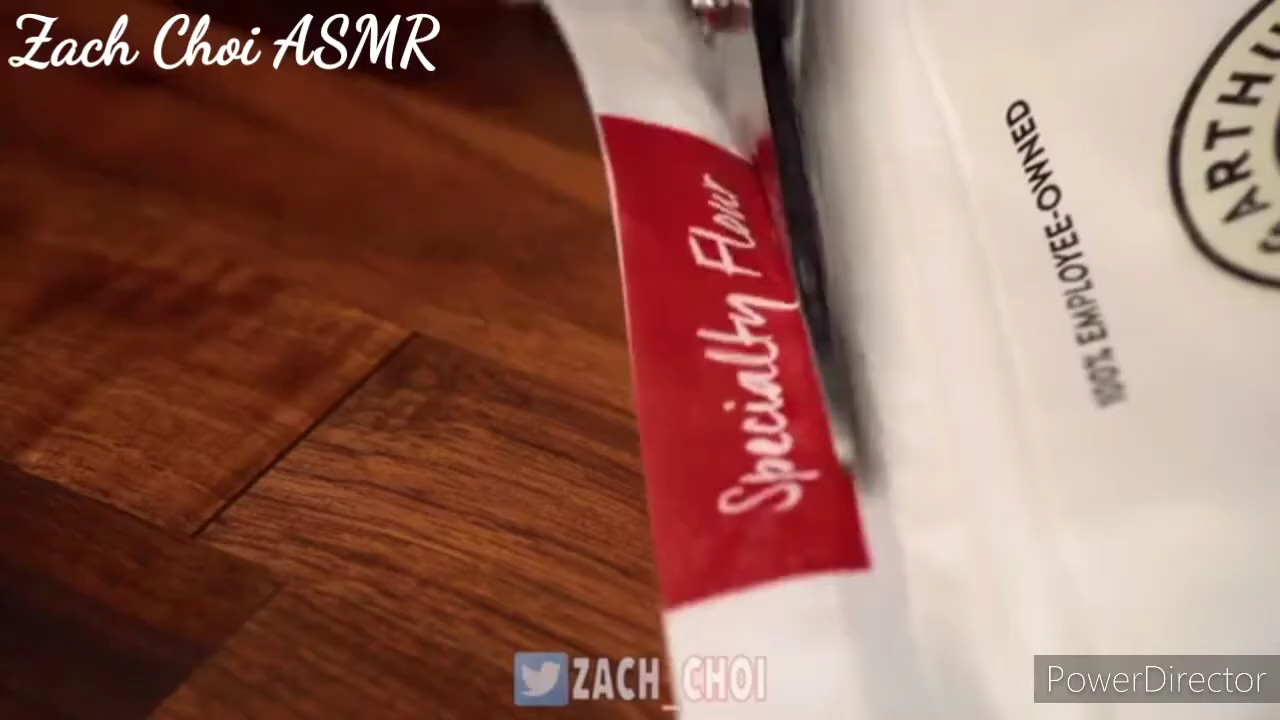 Zach Choi ASMR
Specialty Flour
100% EMPLOYEE-OWNED
ARTHU
ZACH_CHOI
PowerDirector